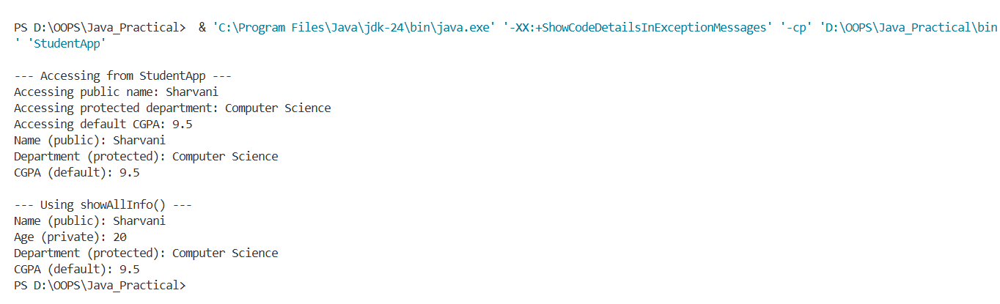 PS D:\OOPS\Java_Practical>  & 'C:\Program Files\Java\jdk-24\bin\java.exe' '-XX:+ShowCodeDetailsInExceptionMessages' '-cp' 'D:\OOPS\Java_Practical\bin
' 'StudentApp'
--- Accessing from StudentApp ---
Accessing public name: Sharvani
Accessing protected department: Computer Science
Accessing default CGPA: 9.5
Name (public): Sharvani
Department (protected): Computer Science
CGPA (default): 9.5
--- Using showAllInfo() ---
Name (public): Sharvani
Age (private): 20
Department (protected): Computer Science
CGPA (default): 9.5
PS D:\OOPS\Java_Practical>